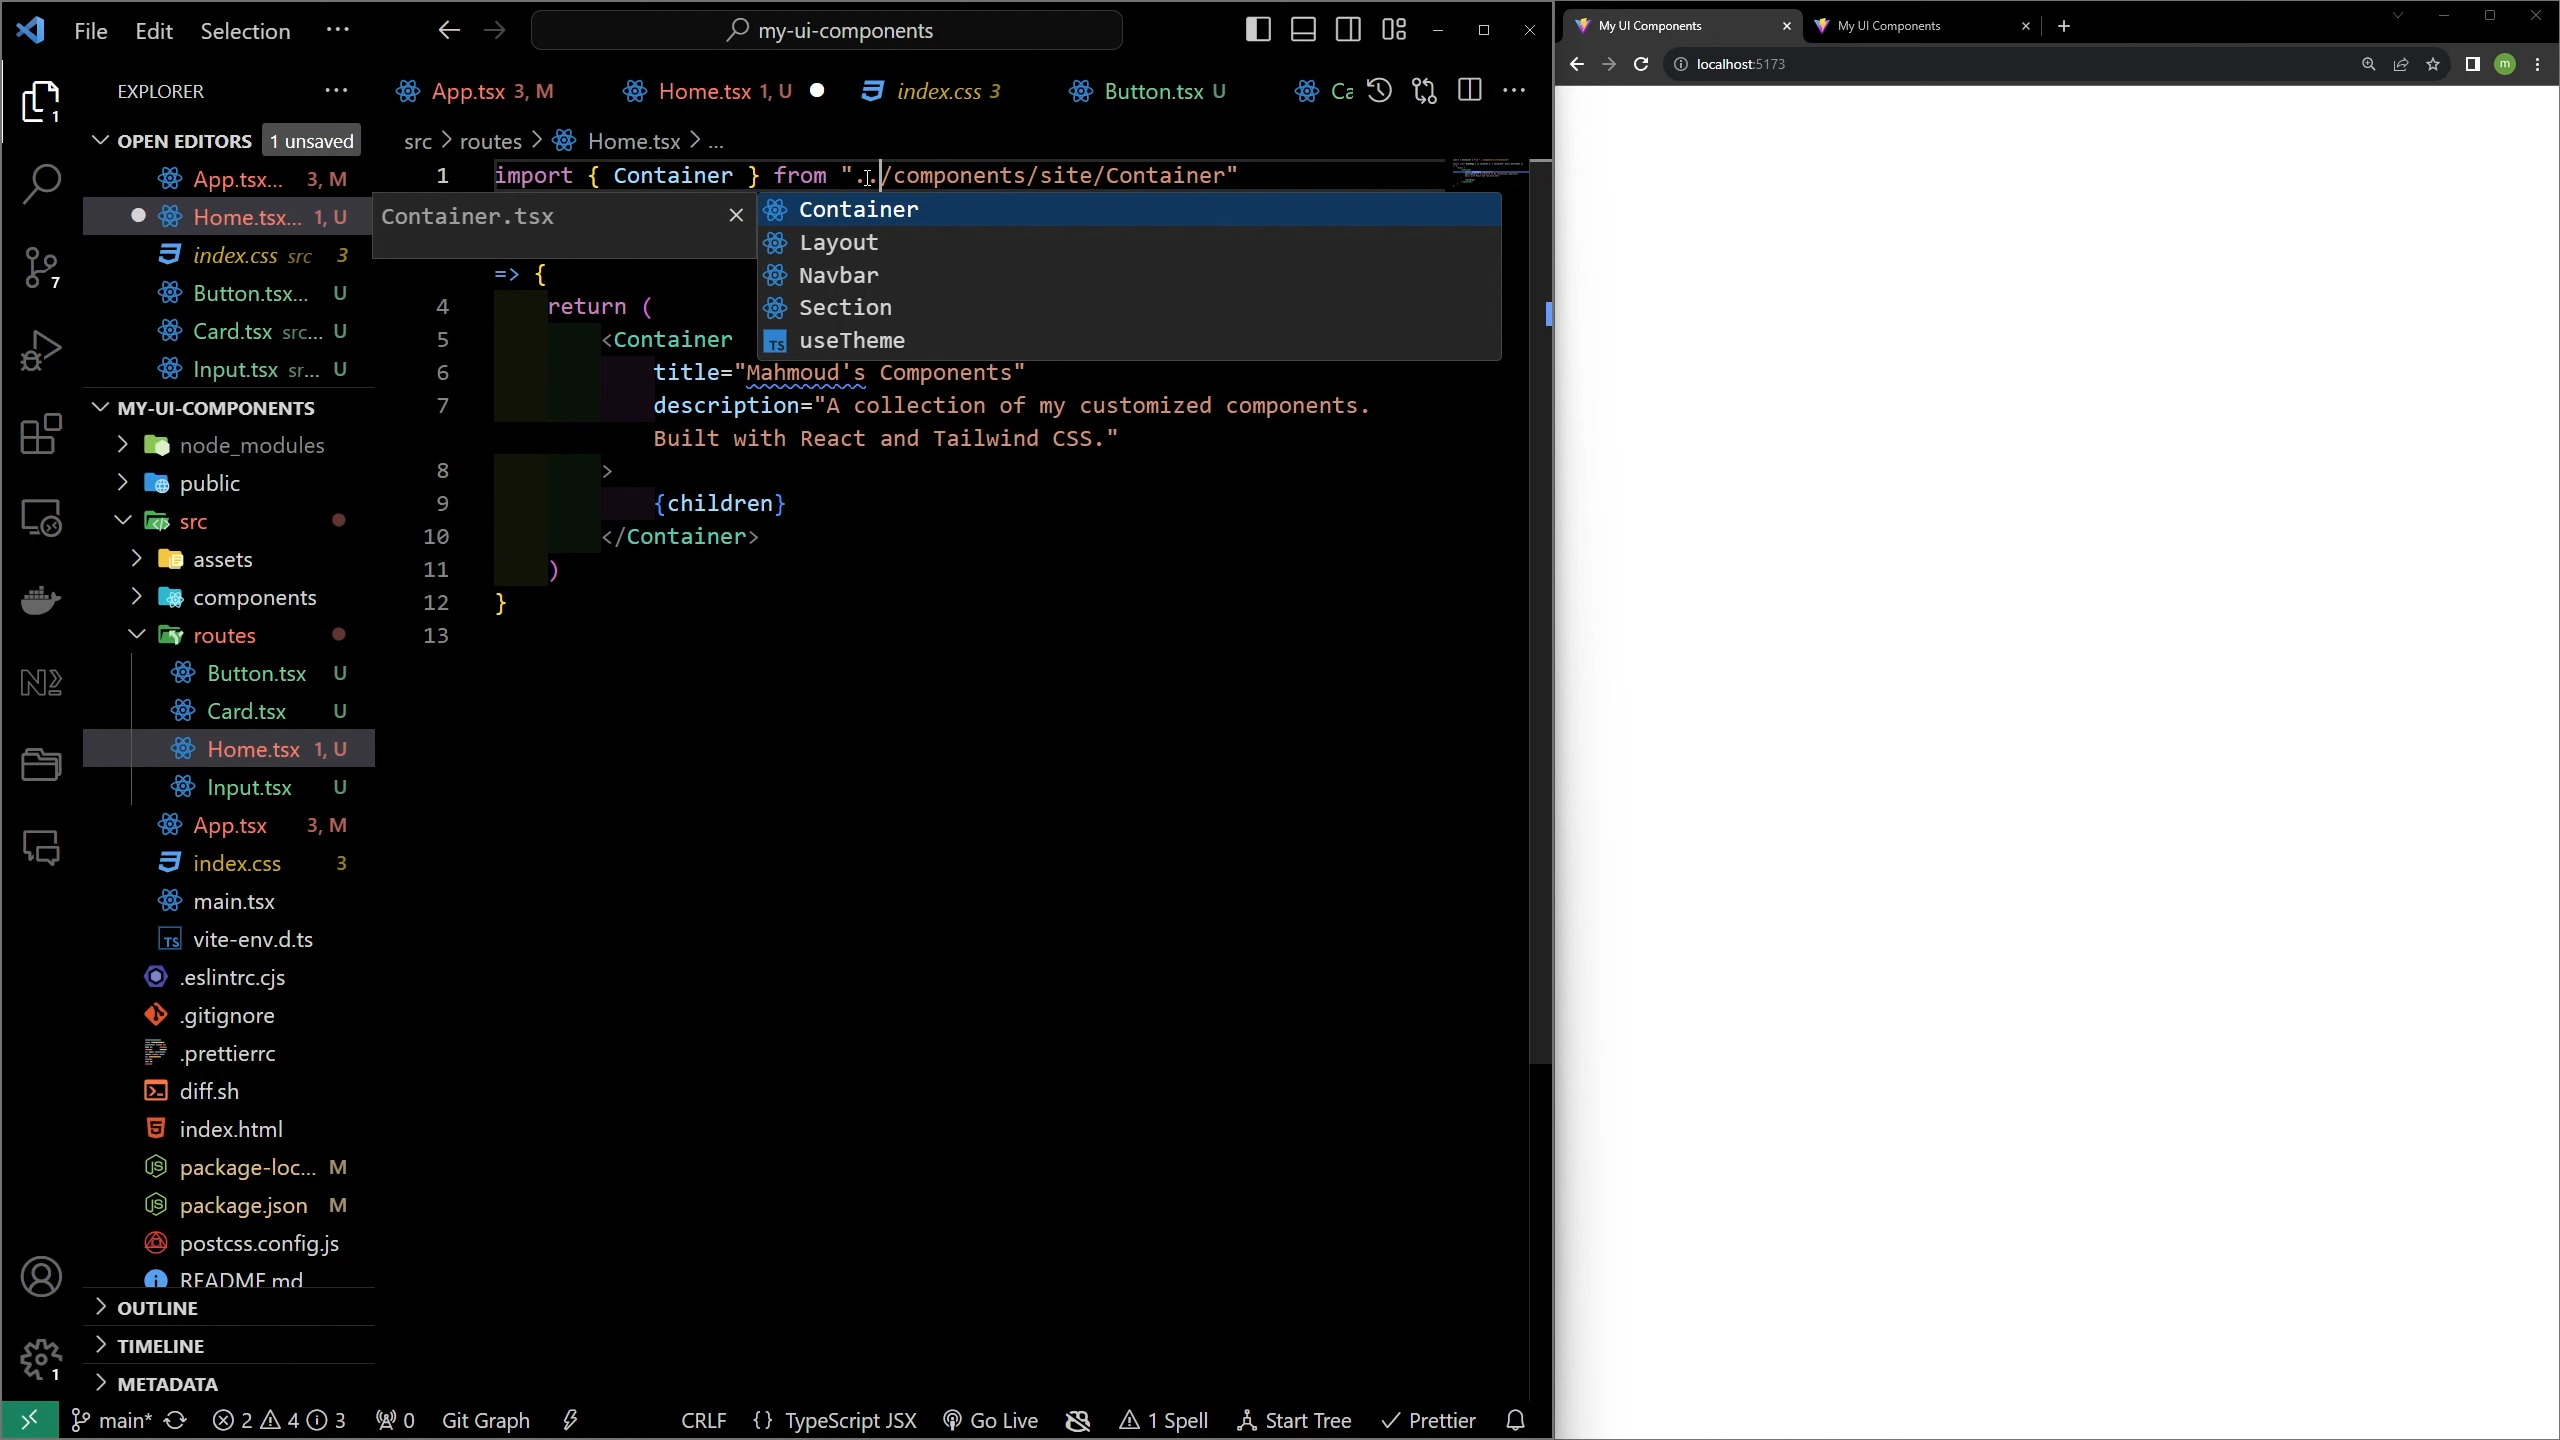 File Edit Selection ···
my-ui-components
EXPLORER ···
OPEN EDITORS 1 unsaved
App.tsx... 3, M
Home.tsx... 1, U
index.css src 3
Button.tsx... U
Card.tsx src... U
Input.tsx sr... U
MY-UI-COMPONENTS
node_modules
public
src
assets
components
routes
Button.tsx U
Card.tsx U
Home.tsx 1, U
Input.tsx U
App.tsx 3, M
index.css 3
main.tsx
TS vite-env.d.ts
.eslintrc.cjs
.gitignore
.prettierrc
diff.sh
index.html
package-loc... M
package.json M
postcss.config.js
README.md
OUTLINE
TIMELINE
METADATA
1
7
1
App.tsx 3, M Home.tsx 1, U index.css 3 Button.tsx U Ca ···
src > routes > Home.tsx > ...
1 import { Container } from "../components/site/Container"
Container.tsx
Container
Layout
Navbar
Section
TS useTheme
=> {
4 return (
5 <Container
6 title="Mahmoud's Components"
7 description="A collection of my customized components.
Built with React and Tailwind CSS."
8 >
9 {children}
10 </Container>
11 )
12 }
13
main* 2 4 3 0 Git Graph CRLF {} TypeScript JSX Go Live 1 Spell Start Tree Prettier
My UI Components My UI Components
localhost:5173
m